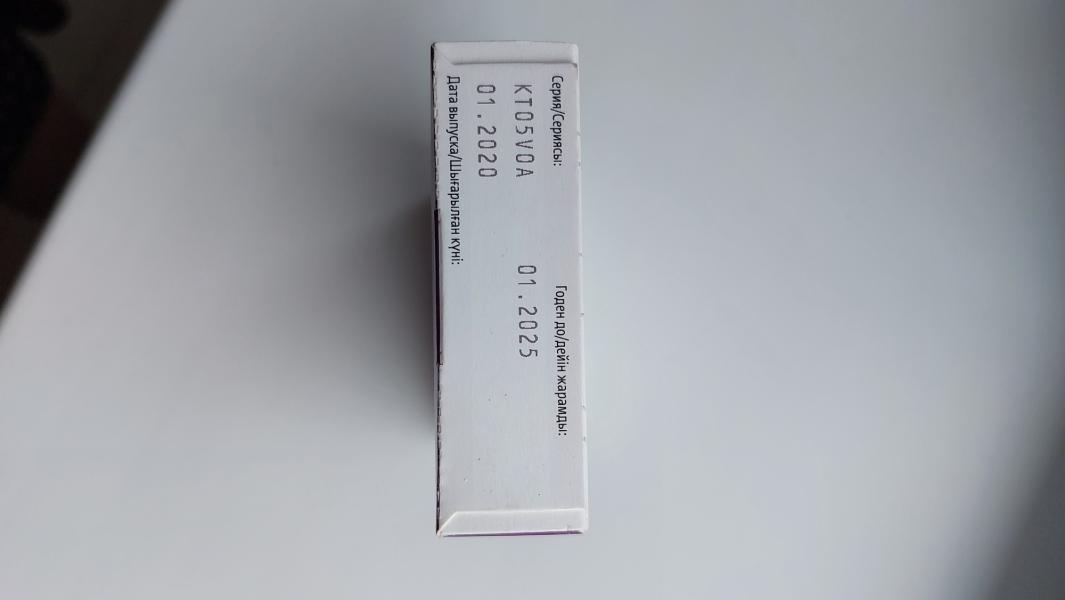 Серия/Сериясы:
Годен до/дейін жарамды:
KT05V0A
01.2025
01.2020
Дата выпуска/Шығарылған күні: